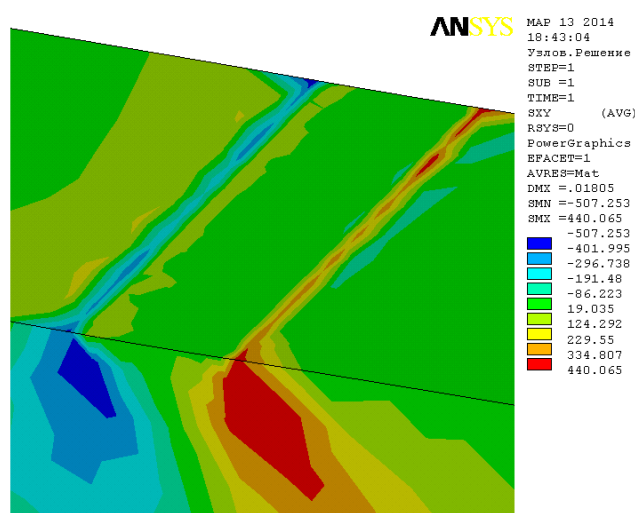 ANSYS
МАР 13 2014
18:43:04
Узлов.Решение
STEP=1
SUB =1
TIME=1
SXY (AVG)
RSYS=0
PowerGraphics
EFACET=1
AVRES=Mat
DMX =.01805
SMN =-507.253
SMX =440.065
-507.253
-401.995
-296.738
-191.48
-86.223
19.035
124.292
229.55
334.807
440.065